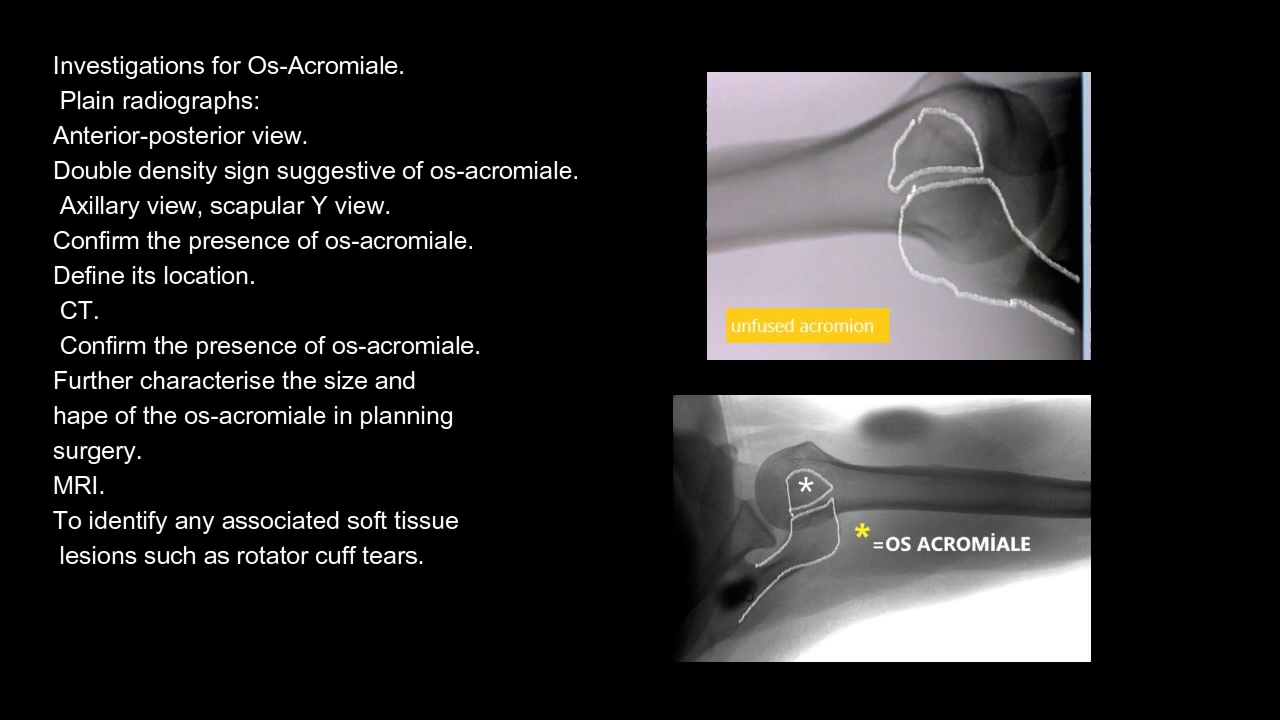 Investigations for Os-Acromiale.
Plain radiographs:
Anterior-posterior view.
Double density sign suggestive of os-acromiale.
Axillary view, scapular Y view.
Confirm the presence of os-acromiale.
Define its location.
CT.
Confirm the presence of os-acromiale.
Further characterise the size and
hape of the os-acromiale in planning
surgery.
MRI.
To identify any associated soft tissue
lesions such as rotator cuff tears.
unfused acromion
*
*=OS ACROMİALE